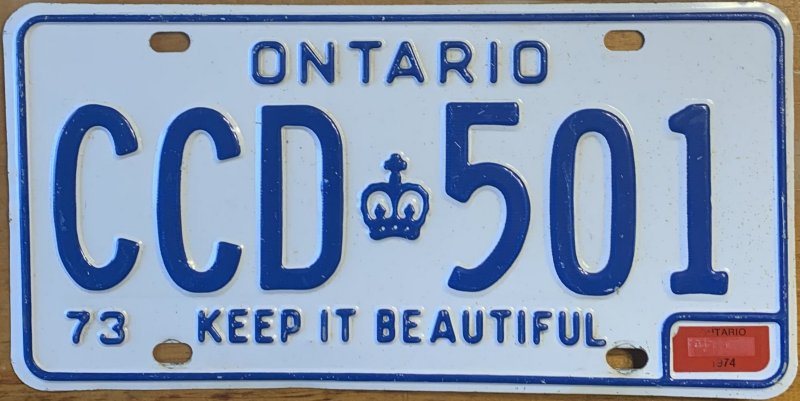 ONTARIO
CCD 501
73 KEEP IT BEAUTIFUL
1974